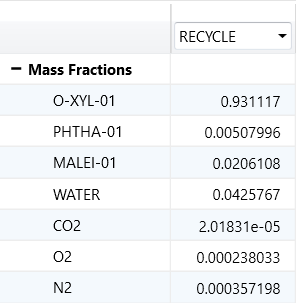 RECYCLE
− Mass Fractions
O-XYL-01 0.931117
PHTHA-01 0.00507996
MALEI-01 0.0206108
WATER 0.0425767
CO2 2.01831e-05
O2 0.000238033
N2 0.000357198